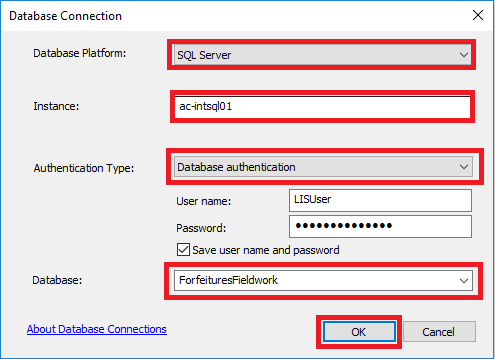 Database Connection
Database Platform: SQL Server
Instance: ac-intsql01
Authentication Type: Database authentication
User name: LISUser
Password: ●●●●●●●●●●●●●●
Save user name and password
Database: ForfeituresFieldwork
About Database Connections OK Cancel